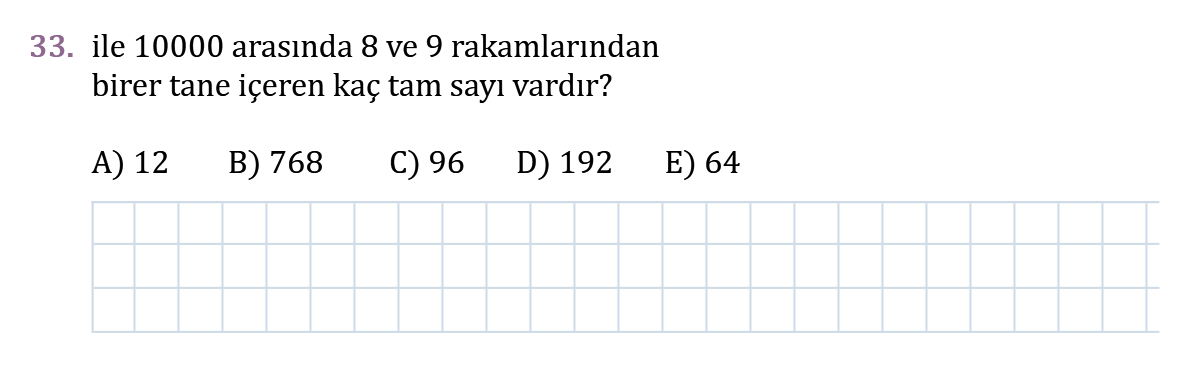 33. ile 10000 arasında 8 ve 9 rakamlarından
birer tane içeren kaç tam sayı vardır?
A) 12 B) 768 C) 96 D) 192 E) 64